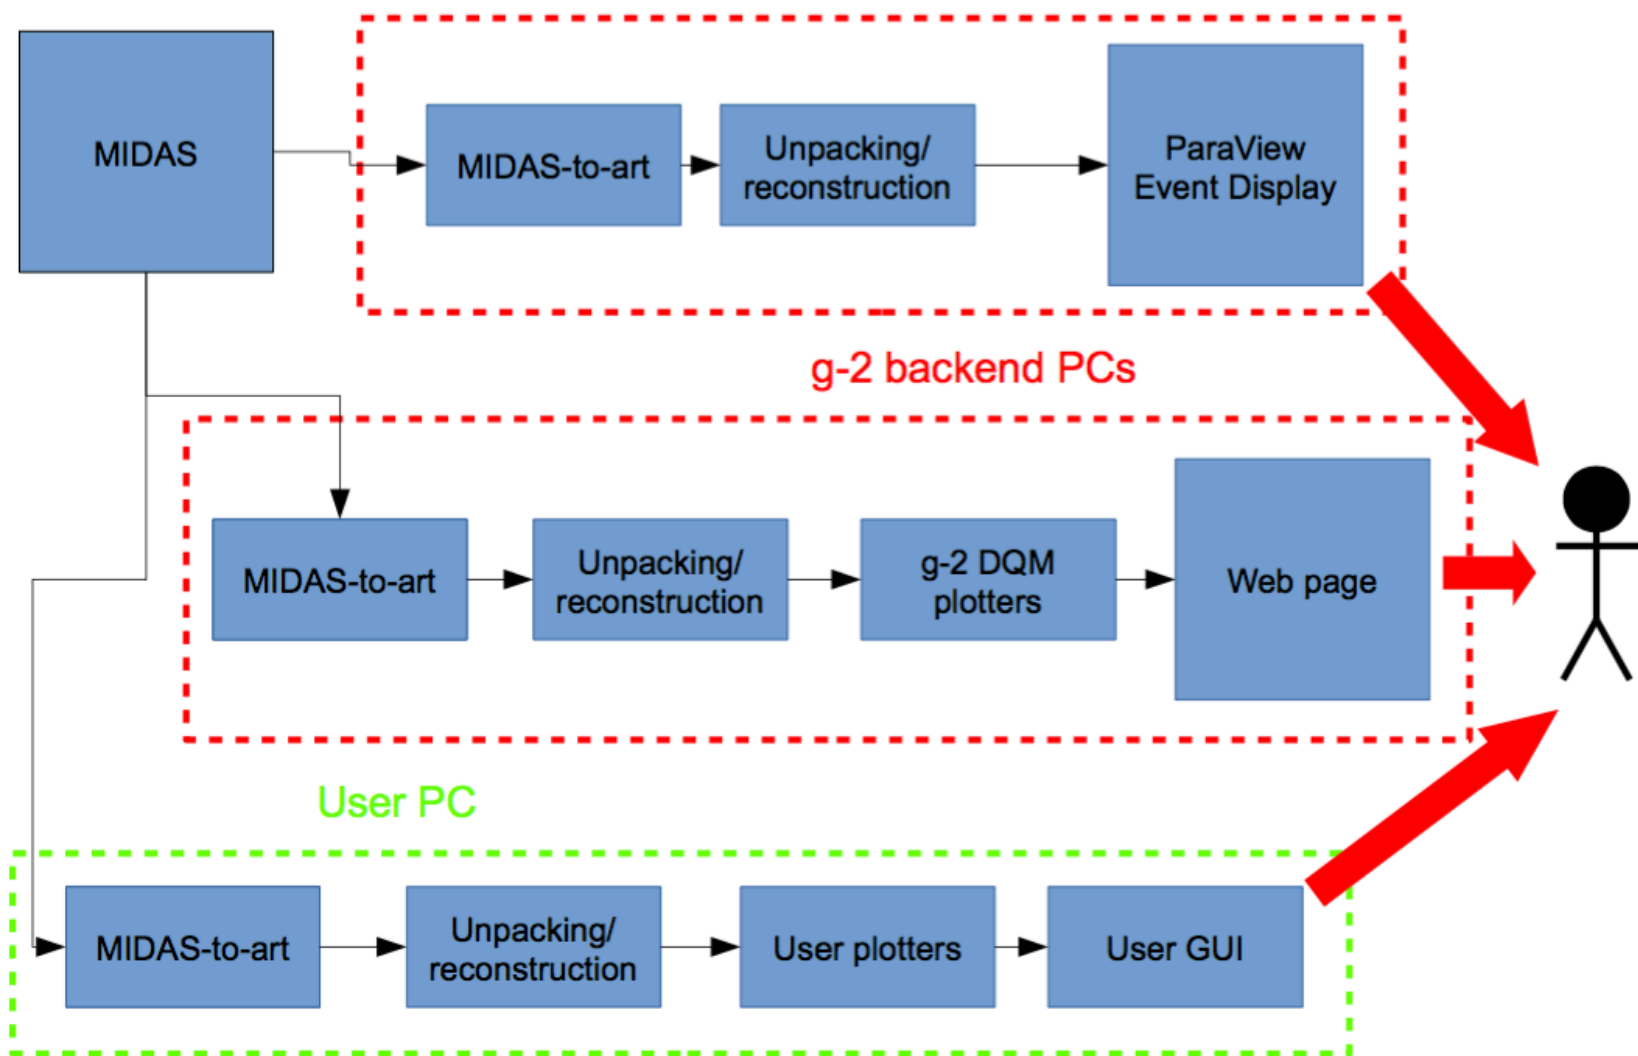 MIDAS
MIDAS-to-art
Unpacking/
reconstruction
ParaView
Event Display
g-2 backend PCs
MIDAS-to-art
Unpacking/
reconstruction
g-2 DQM
plotters
Web page
User PC
MIDAS-to-art
Unpacking/
reconstruction
User plotters
User GUI